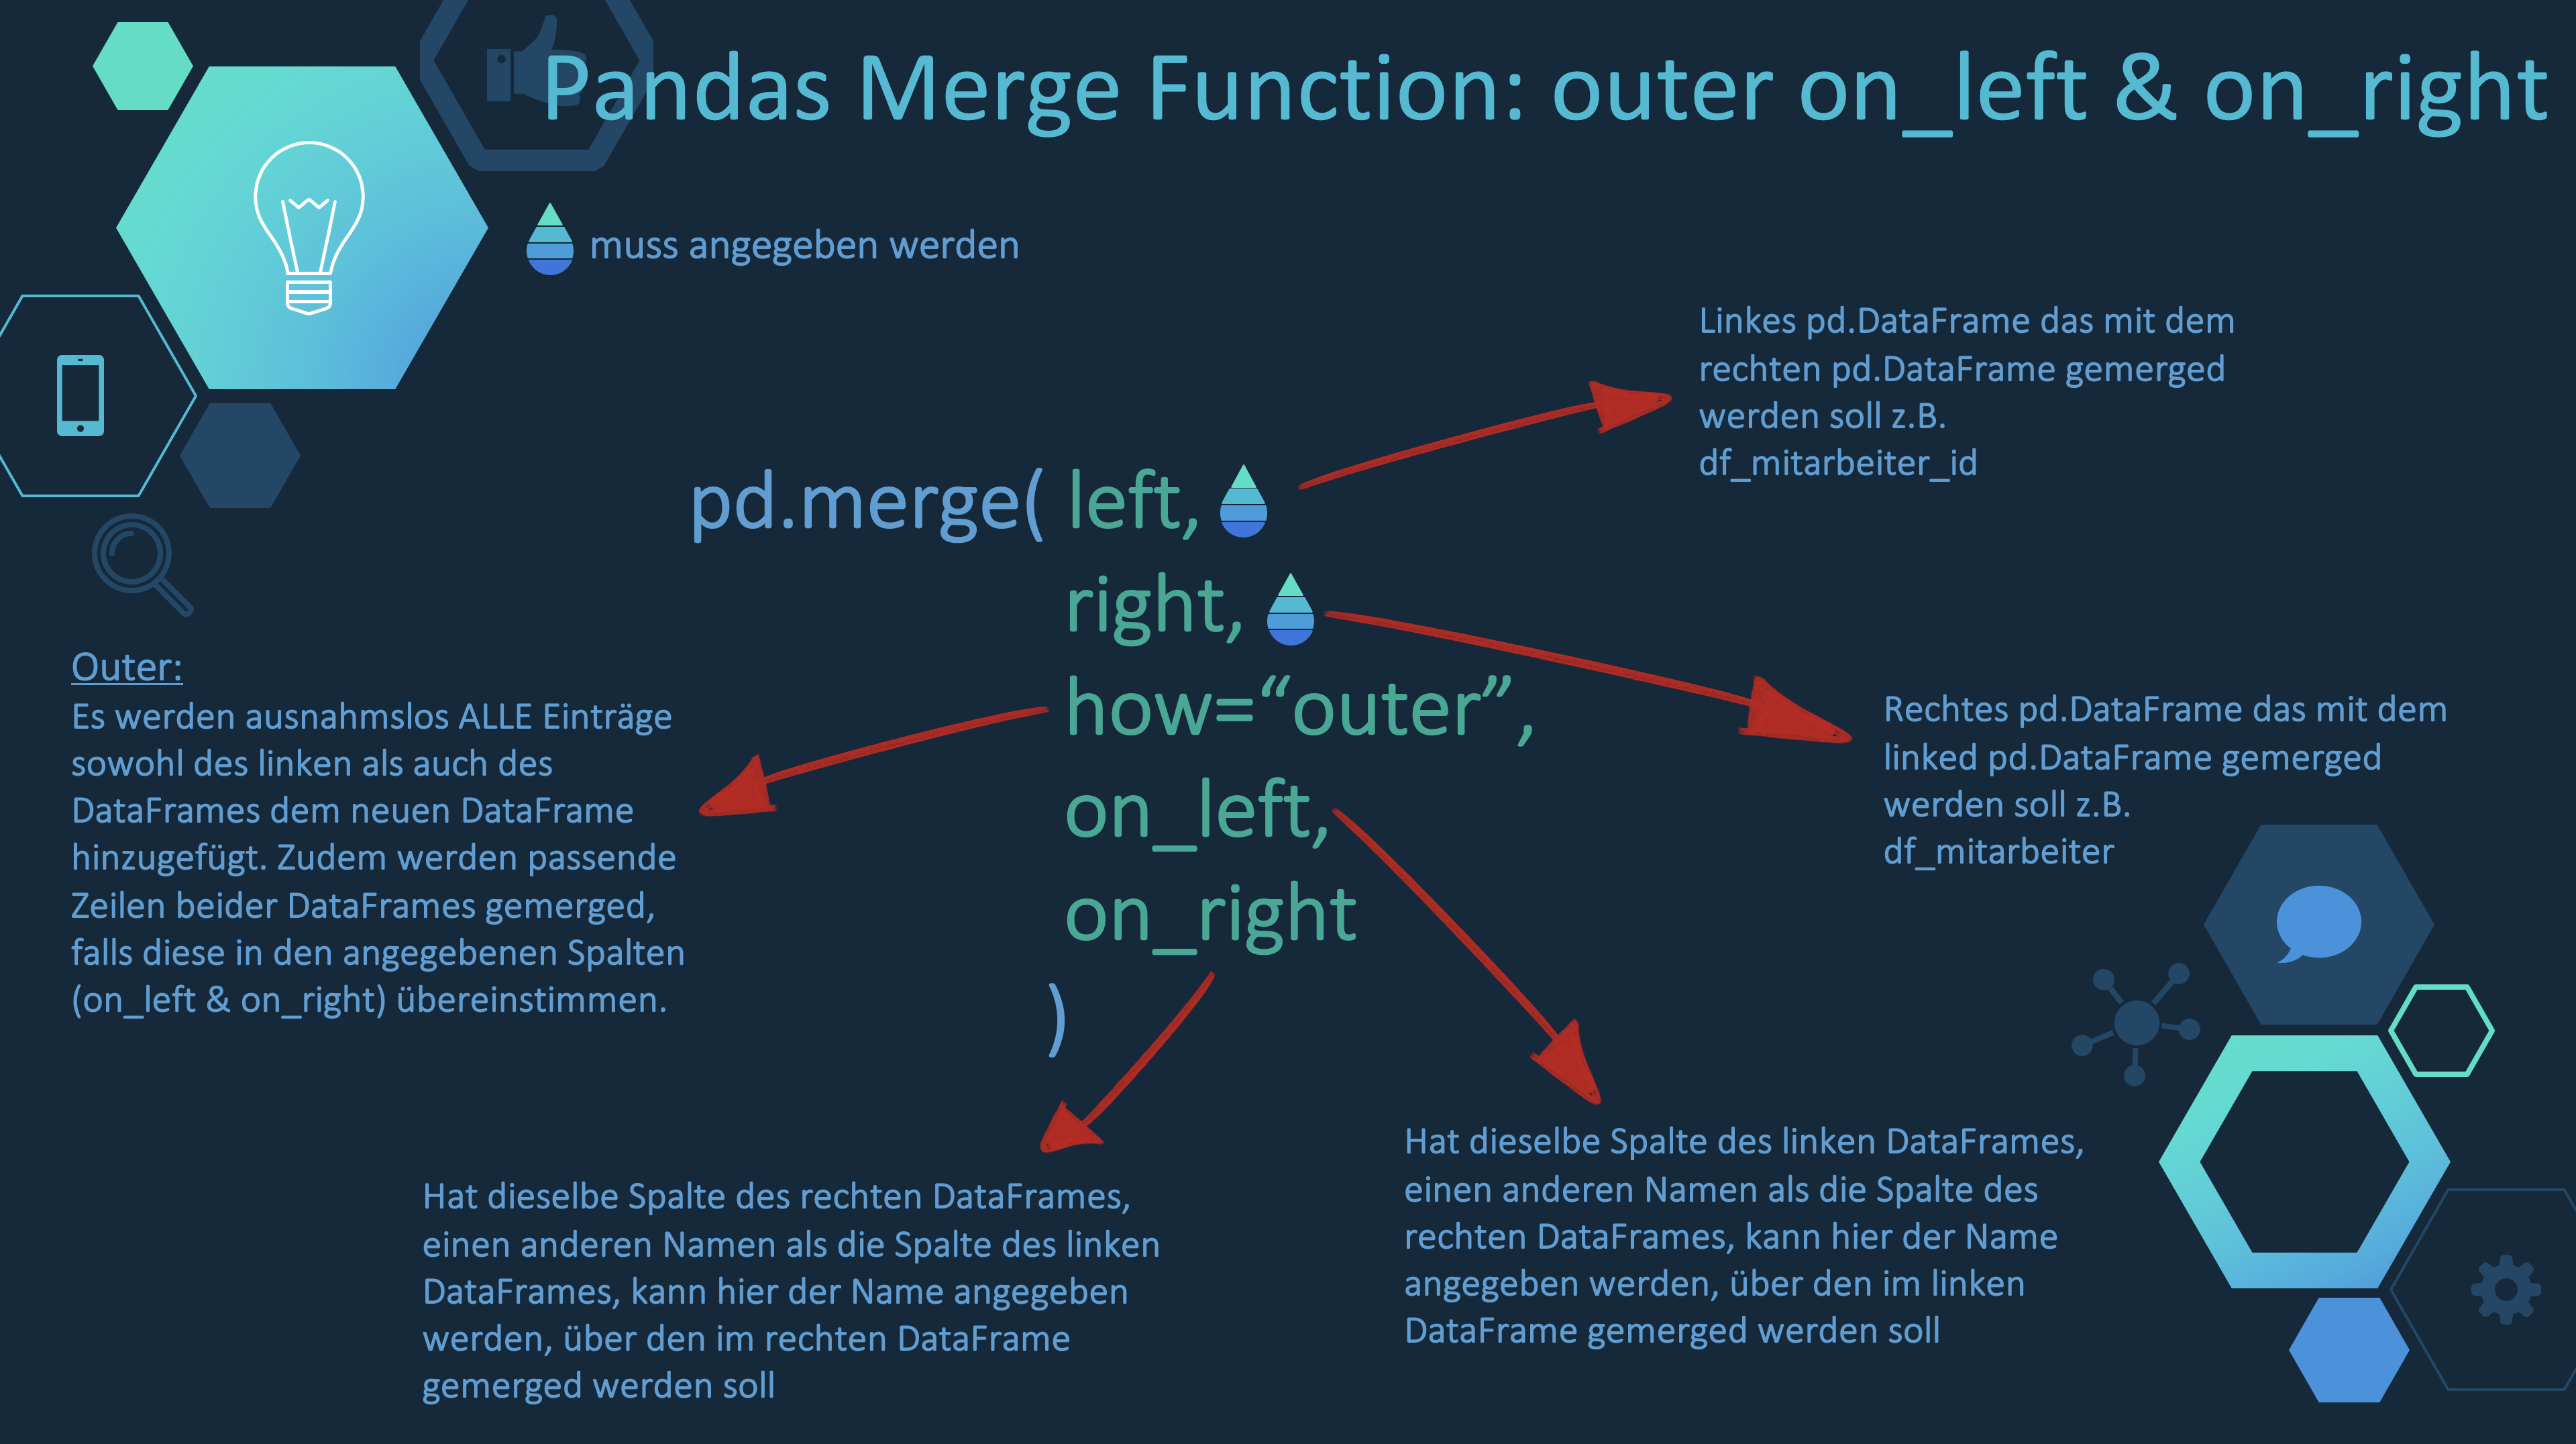 Pandas Merge Function: outer on_left & on_right
muss angegeben werden
Linkes pd.DataFrame das mit dem
rechten pd.DataFrame gemerged
werden soll z.B.
df_mitarbeiter_id
pd.merge( left,
right,
how=“outer”,
on_left,
on_right
)
Outer:
Es werden ausnahmslos ALLE Einträge
sowohl des linken als auch des
DataFrames dem neuen DataFrame
hinzugefügt. Zudem werden passende
Zeilen beider DataFrames gemerged,
falls diese in den angegebenen Spalten
(on_left & on_right) übereinstimmen.
Rechtes pd.DataFrame das mit dem
linked pd.DataFrame gemerged
werden soll z.B.
df_mitarbeiter
Hat dieselbe Spalte des rechten DataFrames,
einen anderen Namen als die Spalte des linken
DataFrames, kann hier der Name angegeben
werden, über den im rechten DataFrame
gemerged werden soll
Hat dieselbe Spalte des linken DataFrames,
einen anderen Namen als die Spalte des
rechten DataFrames, kann hier der Name
angegeben werden, über den im linken
DataFrame gemerged werden soll